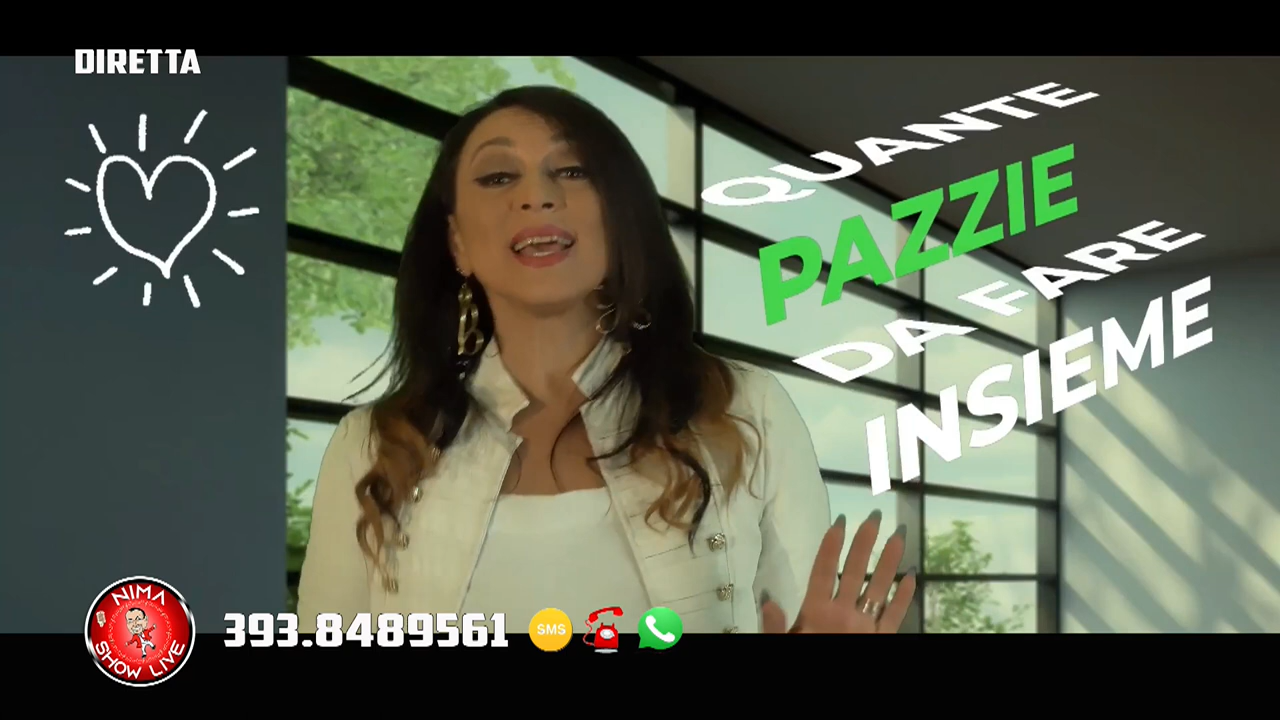 DIRETTA
QUANTE
PAZZIE
DA FARE
INSIEME
NIMA
SHOW LIVE
393.8489561
SMS